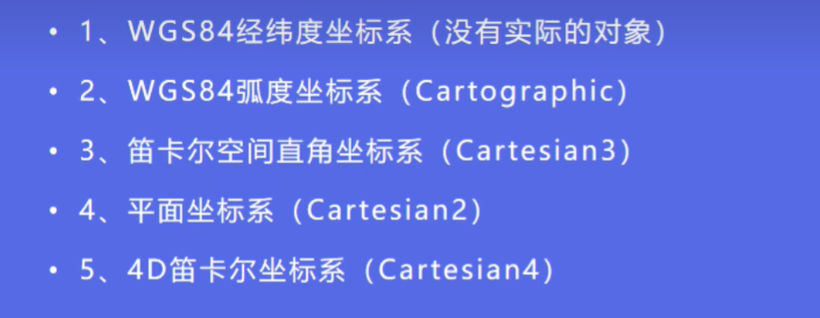 • 1、WGS84经纬度坐标系（没有实际的对象）
• 2、WGS84弧度坐标系（Cartographic）
• 3、笛卡尔空间直角坐标系（Cartesian3）
• 4、平面坐标系（Cartesian2）
• 5、4D笛卡尔坐标系（Cartesian4）